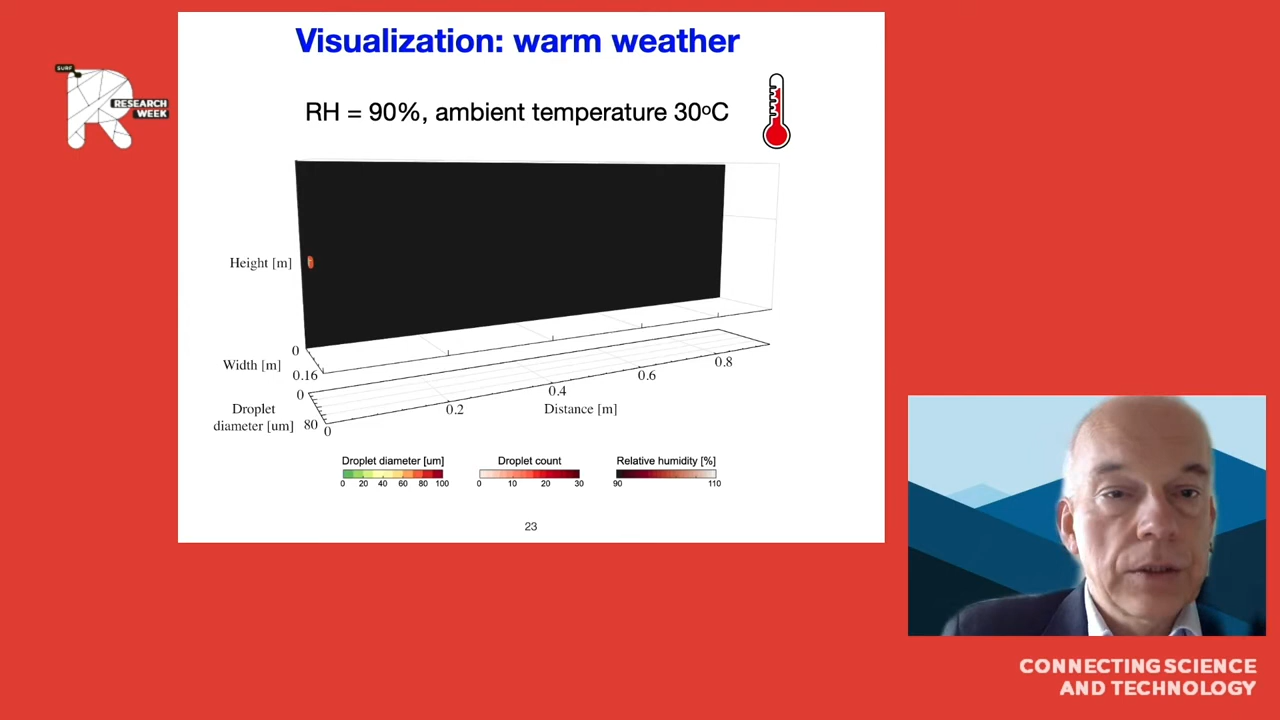 Visualization: warm weather
SURF
RESEARCH
WEEK
RH = 90%, ambient temperature 30oC
Height [m]
0
Width [m]
0.16
0
Droplet
diameter [um]
80
0
0.2
0.4
0.6
0.8
Distance [m]
Droplet diameter [um]
0 20 40 60 80 100
Droplet count
0 10 20 30
Relative humidity [%]
90 110
23
CONNECTING SCIENCE
AND TECHNOLOGY